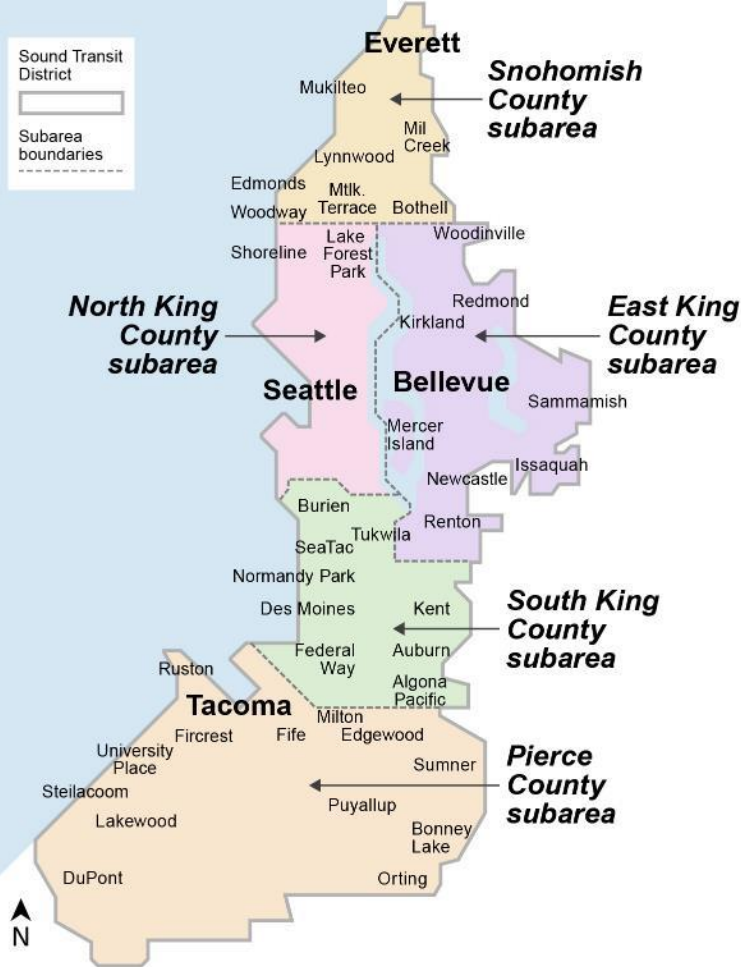 Sound Transit
District
Subarea
boundaries
Everett
Snohomish
County
subarea
Mukilteo
Mil
Creek
Lynnwood
Edmonds
Mtlk.
Terrace
Woodway
Bothell
Woodinville
Shoreline
Lake
Forest
Park
North King
County
subarea
Redmond
Kirkland
East King
County
subarea
Seattle
Bellevue
Sammamish
Mercer
Island
Issaquah
Newcastle
Burien
Renton
Tukwila
SeaTac
Normandy Park
Des Moines
Kent
South King
County
subarea
Federal
Way
Auburn
Algona
Pacific
Ruston
Tacoma
Milton
Fircrest
Fife
Edgewood
University
Place
Sumner
Pierce
County
subarea
Steilacoom
Puyallup
Lakewood
Bonney
Lake
DuPont
Orting
N